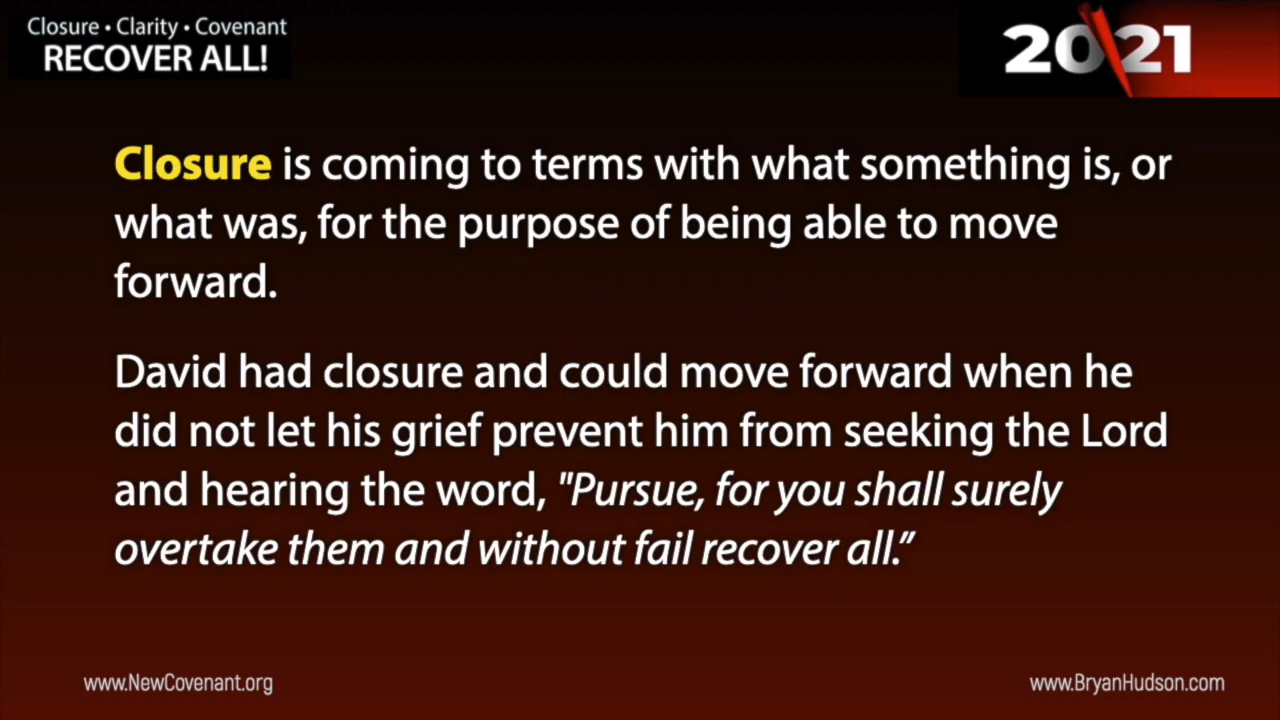 Closure • Clarity • Covenant
RECOVER ALL!
2021
Closure is coming to terms with what something is, or
what was, for the purpose of being able to move
forward.
David had closure and could move forward when he
did not let his grief prevent him from seeking the Lord
and hearing the word, "Pursue, for you shall surely
overtake them and without fail recover all.”
www.NewCovenant.org
www.BryanHudson.com